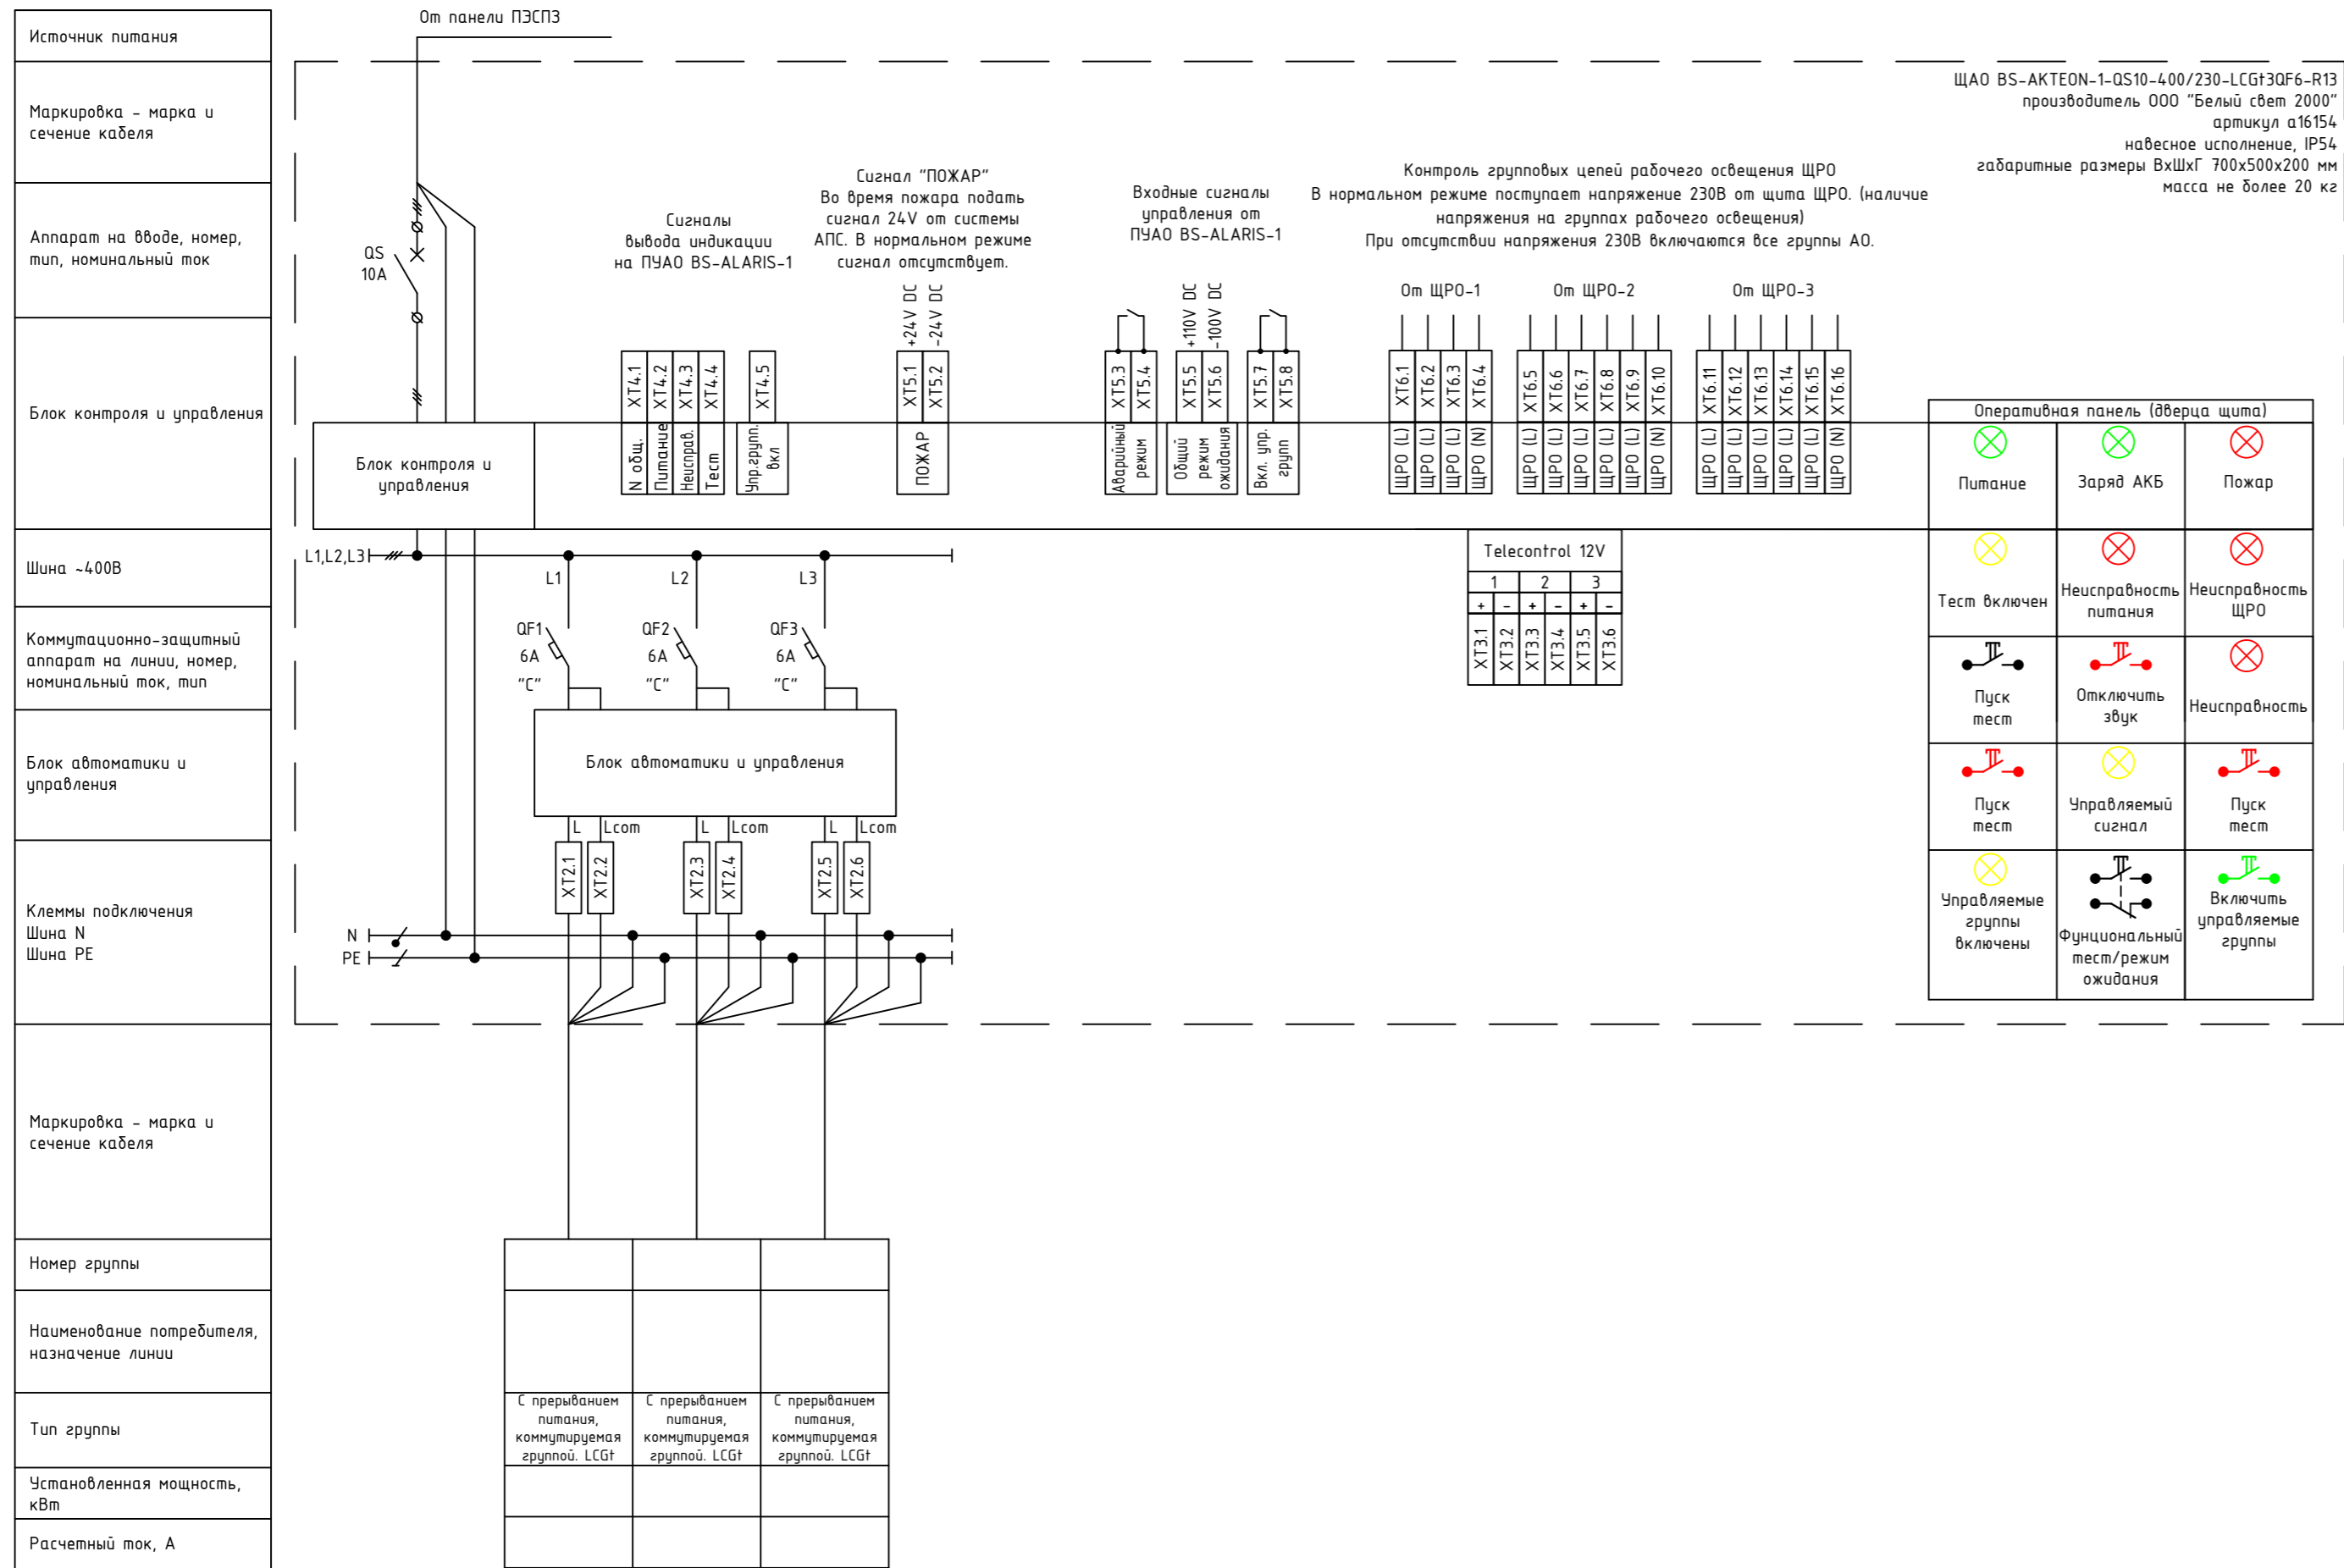 Источник питания
Маркировка - марка и
сечение кабеля
Аппарат на вводе, номер,
тип, номинальный ток
Блок контроля и управления
Шина ~400В
Коммутационно-защитный
аппарат на линии, номер,
номинальный ток, тип
Блок автоматики и
управления
Клеммы подключения
Шина N
Шина PE
Маркировка - марка и
сечение кабеля
Номер группы
Наименование потребителя,
назначение линии
Тип группы
Установленная мощность,
кВт
Расчетный ток, А
От панели ПЭСПЗ
ЩАО BS-AKTEON-1-QS10-400/230-LCGt3QF6-R13
производитель ООО "Белый свет 2000"
артикул a16154
навесное исполнение, IP54
габаритные размеры ВхШхГ 700х500х200 мм
масса не более 20 кг
QS
10A
Сигналы
вывода индикации
на ПУАО BS-ALARIS-1
Сигнал "ПОЖАР"
Во время пожара подать
сигнал 24V от системы
АПС. В нормальном режиме
сигнал отсутствует.
+24V DC
-24V DC
Входные сигналы
управления от
ПУАО BS-ALARIS-1
+110V DC
-100V DC
Контроль групповых цепей рабочего освещения ЩРО
В нормальном режиме поступает напряжение 230В от щита ЩРО. (наличие
напряжения на группах рабочего освещения)
При отсутствии напряжения 230В включаются все группы АО.
От ЩРО-1
От ЩРО-2
От ЩРО-3
XT4.1
XT4.2
XT4.3
XT4.4
XT4.5
XT5.1
XT5.2
XT5.3
XT5.4
XT5.5
XT5.6
XT5.7
XT5.8
XT6.1
XT6.2
XT6.3
XT6.4
XT6.5
XT6.6
XT6.7
XT6.8
XT6.9
XT6.10
XT6.11
XT6.12
XT6.13
XT6.14
XT6.15
XT6.16
Блок контроля и
управления
N общ.
Питание
Неисправ.
Тест
Упр.групп.
вкл
ПОЖАР
Аварийный
режим
Общий
режим
ожидания
Вкл. упр.
групп
ЩРО (L)
ЩРО (L)
ЩРО (L)
ЩРО (N)
ЩРО (L)
ЩРО (L)
ЩРО (L)
ЩРО (L)
ЩРО (L)
ЩРО (N)
ЩРО (L)
ЩРО (L)
ЩРО (L)
ЩРО (L)
ЩРО (L)
ЩРО (N)
Оперативная панель (дверца щита)
Питание
Заряд АКБ
Пожар
Тест включен
Неисправность
питания
Неисправность
ЩРО
Пуск
тест
Отключить
звук
Неисправность
Пуск
тест
Управляемый
сигнал
Пуск
тест
Управляемые
группы
включены
Фунциональный
тест/режим
ожидания
Включить
управляемые
группы
Telecontrol 12V
1 2 3
+ - + - + -
XT3.1
XT3.2
XT3.3
XT3.4
XT3.5
XT3.6
L1,L2,L3
L1
L2
L3
QF1
6A
"C"
QF2
6A
"C"
QF3
6A
"C"
Блок автоматики и управления
L Lcom
L Lcom
L Lcom
XT2.1
XT2.2
XT2.3
XT2.4
XT2.5
XT2.6
N
PE
С прерыванием
питания,
коммутируемая
группой. LCGt
С прерыванием
питания,
коммутируемая
группой. LCGt
С прерыванием
питания,
коммутируемая
группой. LCGt